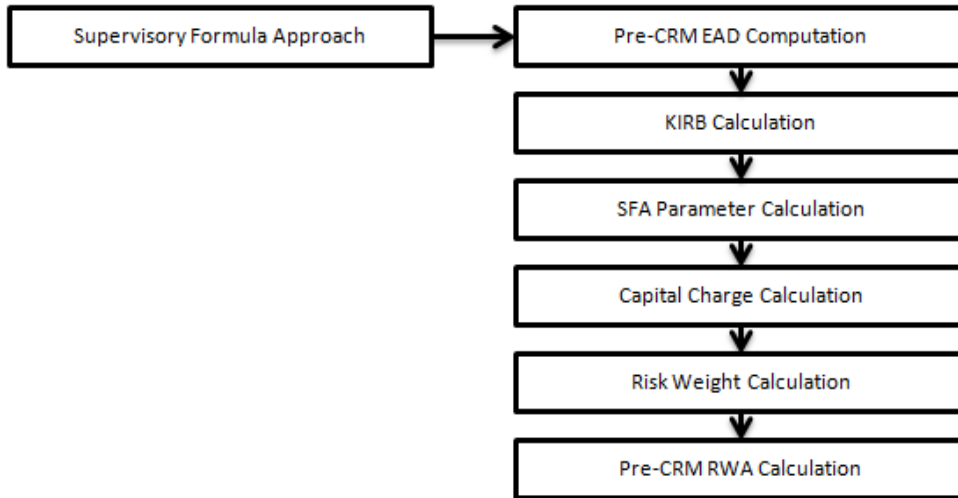 Supervisory Formula Approach
Pre-CRM EAD Computation
KIRB Calculation
SFA Parameter Calculation
Capital Charge Calculation
Risk Weight Calculation
Pre-CRM RWA Calculation